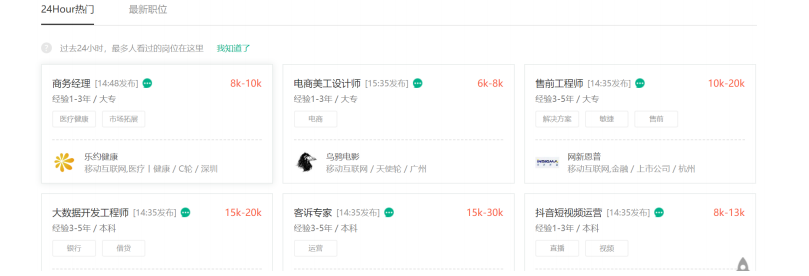 24Hour热门 最新职位
过去24小时，最多人看过的岗位在这里 我知道了
商务经理 [14:48发布] 8k-10k
经验1-3年 / 大专
医疗健康 市场拓展
乐约健康
移动互联网,医疗丨健康 / C轮 / 深圳
电商美工设计师 [15:35发布] 6k-8k
经验1-3年 / 大专
电商
乌鸦电影
移动互联网 / 天使轮 / 广州
售前工程师 [14:35发布] 10k-20k
经验3-5年 / 大专
解决方案 敏捷 售前
网新恩普
移动互联网,金融 / 上市公司 / 杭州
大数据开发工程师 [14:35发布] 15k-20k
经验3-5年 / 本科
银行 信贷
客诉专家 [14:35发布] 15k-30k
经验3-5年 / 本科
运营
抖音短视频运营 [14:35发布] 8k-13k
经验1-3年 / 本科
直播 视频